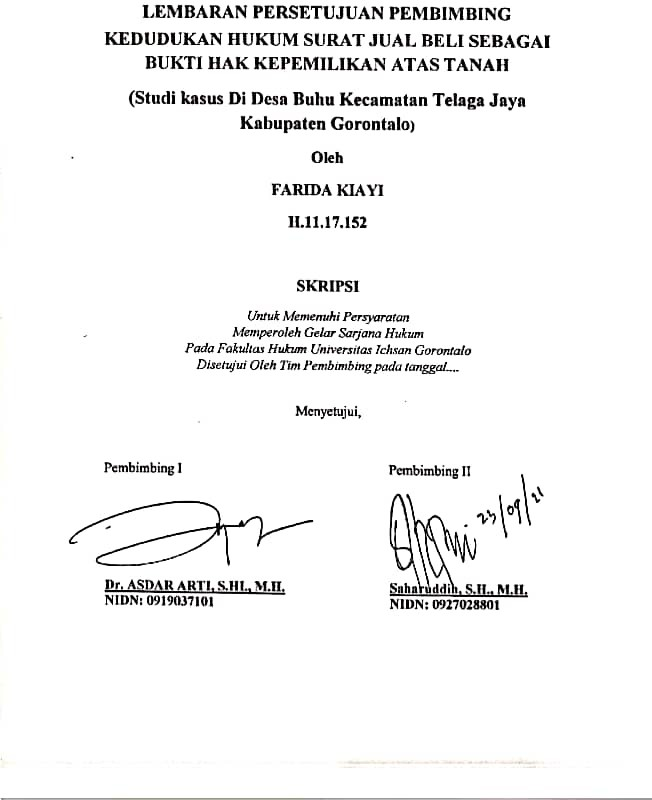 LEMBARAN PERSETUJUAN PEMBIMBING
KEDUDUKAN HUKUM SURAT JUAL BELI SEBAGAI
BUKTI HAK KEPEMILIKAN ATAS TANAH
(Studi kasus Di Desa Buhu Kecamatan Telaga Jaya
Kabupaten Gorontalo)
Oleh
FARIDA KIAYI
H.11.17.152
SKRIPSI
Untuk Memenuhi Persyaratan
Memperoleh Gelar Sarjana Hukum
Pada Fakultas Hukum Universitas Ichsan Gorontalo
Disetujui Oleh Tim Pembimbing pada tanggal....
Menyetujui,
Pembimbing I
Pembimbing II
23/09/21
Dr. ASDAR ARTI, S.HI., M.H.
NIDN: 0919037101
Saharuddin, S.H., M.H.
NIDN: 0927028801